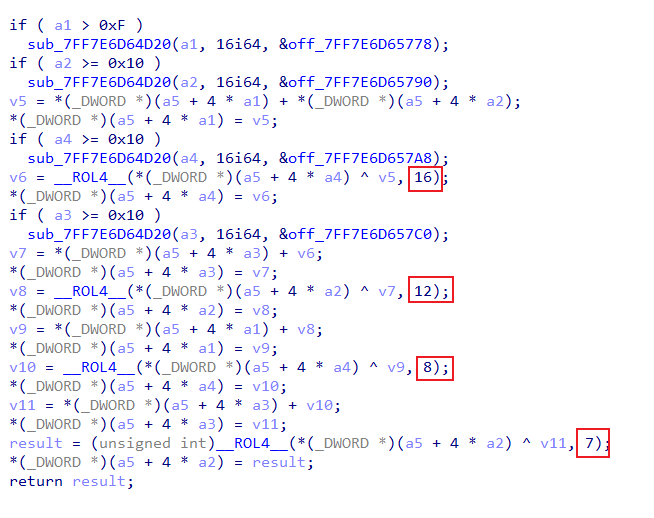 if ( a1 > 0xF )
sub_7FF7E6D64D20(a1, 16i64, &off_7FF7E6D65778);
if ( a2 >= 0x10 )
sub_7FF7E6D64D20(a2, 16i64, &off_7FF7E6D65790);
v5 = *(_DWORD *)(a5 + 4 * a1) + *(_DWORD *)(a5 + 4 * a2);
*(_DWORD *)(a5 + 4 * a1) = v5;
if ( a4 >= 0x10 )
sub_7FF7E6D64D20(a4, 16i64, &off_7FF7E6D657A8);
v6 = __ROL4__(*(_DWORD *)(a5 + 4 * a4) ^ v5, 16);
*(_DWORD *)(a5 + 4 * a4) = v6;
if ( a3 >= 0x10 )
sub_7FF7E6D64D20(a3, 16i64, &off_7FF7E6D657C0);
v7 = *(_DWORD *)(a5 + 4 * a3) + v6;
*(_DWORD *)(a5 + 4 * a3) = v7;
v8 = __ROL4__(*(_DWORD *)(a5 + 4 * a2) ^ v7, 12);
*(_DWORD *)(a5 + 4 * a2) = v8;
v9 = *(_DWORD *)(a5 + 4 * a1) + v8;
*(_DWORD *)(a5 + 4 * a1) = v9;
v10 = __ROL4__(*(_DWORD *)(a5 + 4 * a4) ^ v9, 8);
*(_DWORD *)(a5 + 4 * a4) = v10;
v11 = *(_DWORD *)(a5 + 4 * a3) + v10;
*(_DWORD *)(a5 + 4 * a3) = v11;
result = (unsigned int)__ROL4__(*(_DWORD *)(a5 + 4 * a2) ^ v11, 7);
*(_DWORD *)(a5 + 4 * a2) = result;
return result;